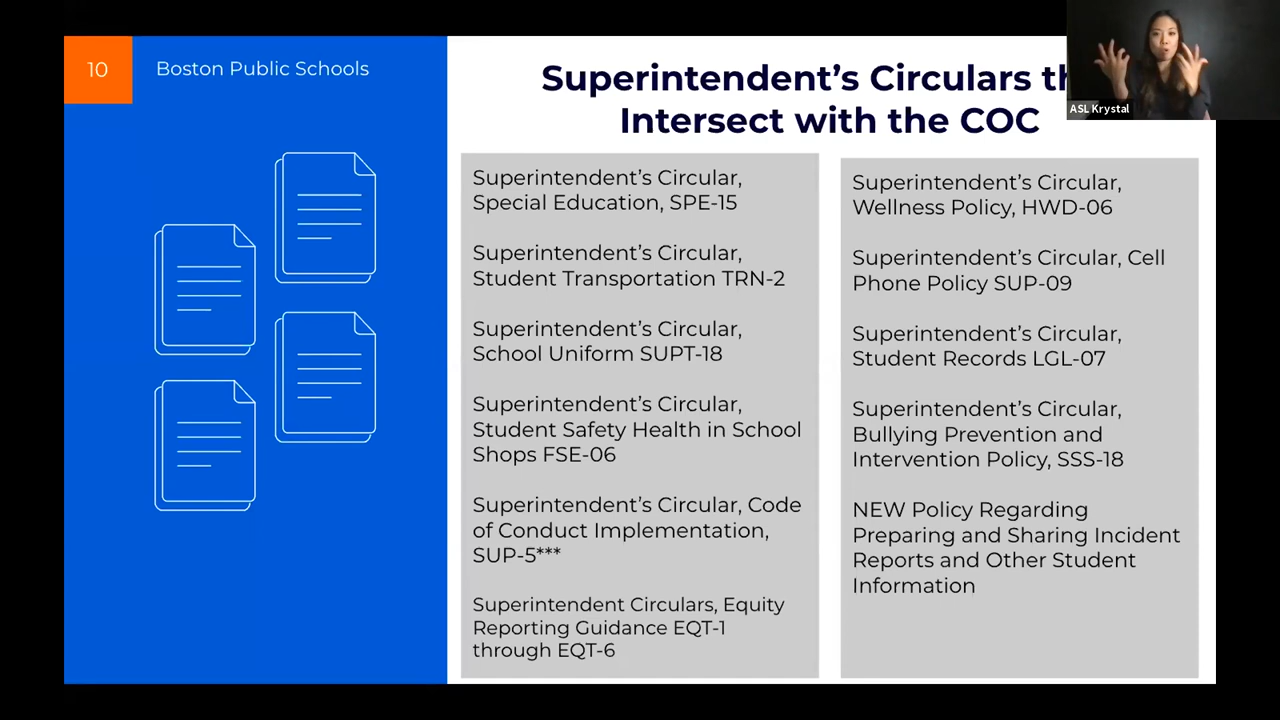 10
Boston Public Schools
Superintendent's Circulars
Intersect with the COC
ASL Krystal
Superintendent's Circular,
Special Education, SPE-15
Superintendent's Circular,
Student Transportation TRN-2
Superintendent's Circular,
School Uniform SUPT-18
Superintendent's Circular,
Student Safety Health in School
Shops FSE-06
Superintendent's Circular, Code
of Conduct Implementation,
SUP-5***
Superintendent Circulars, Equity
Reporting Guidance EQT-1
through EQT-6
Superintendent's Circular,
Wellness Policy, HWD-06
Superintendent's Circular, Cell
Phone Policy SUP-09
Superintendent's Circular,
Student Records LGL-07
Superintendent's Circular,
Bullying Prevention and
Intervention Policy, SSS-18
NEW Policy Regarding
Preparing and Sharing Incident
Reports and Other Student
Information